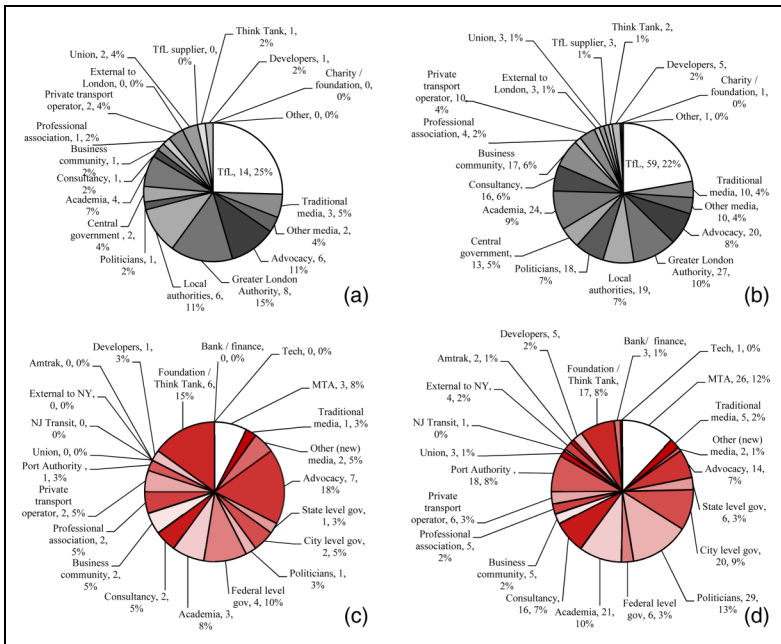 Think Tank, 1,
2%
TfL supplier, 0,
0%
Union, 2, 4%
Developers, 1,
2%
External to
London, 0, 0%
Charity /
foundation, 0,
0%
Private transport
operator, 2, 4%
Other, 0, 0%
Professional
association, 1, 2%
Business
community, 1,
2%
Consultancy, 1,
2%
Academia, 4,
7%
Central
government , 2,
4%
Politicians, 1,
2%
Local
authorities, 6,
11%
Greater London
Authority, 8,
15%
Advocacy, 6,
11%
Other media, 2,
4%
Traditional
media, 3, 5%
TfL, 14, 25%
(a)
Think Tank, 2,
1%
TfL supplier, 3,
1%
Union, 3, 1%
Developers, 5,
2%
External to
London, 3, 1%
Charity /
foundation, 1,
0%
Private
transport
operator, 10,
4%
Other, 1, 0%
Professional
association, 4, 2%
Business
community, 17, 6%
Consultancy,
16, 6%
Academia, 24,
9%
Central
government, 13, 5%
Politicians, 18,
7%
Local
authorities, 19,
7%
Greater London
Authority, 27,
10%
Advocacy, 20,
8%
Other media,
10, 4%
Traditional
media, 10, 4%
TfL, 59, 22%
(b)
Developers, 1,
3%
Bank / finance,
0, 0%
Tech, 0, 0%
Amtrak, 0, 0%
Foundation /
Think Tank, 6,
15%
MTA, 3, 8%
External to NY,
0, 0%
Traditional
media, 1, 3%
NJ Transit, 0,
0%
Other (new)
media, 2, 5%
Union, 0, 0%
Port Authority ,
1, 3%
Advocacy, 7,
18%
Private
transport
operator, 2, 5%
State level gov,
1, 3%
Professional
association, 2,
5%
City level gov,
2, 5%
Business
community, 2,
5%
Politicians, 1,
3%
Consultancy, 2,
5%
Academia, 3,
8%
Federal level
gov, 4, 10%
(c)
Developers, 5,
2%
Bank/ finance,
3, 1%
Tech, 1, 0%
Amtrak, 2, 1%
Foundation /
Think Tank,
17, 8%
MTA, 26, 12%
External to NY,
4, 2%
Traditional
media, 5, 2%
NJ Transit, 1,
0%
Other (new)
media, 2, 1%
Union, 3, 1%
Port Authority ,
18, 8%
Advocacy, 14,
7%
Private
transport
operator, 6, 3%
State level gov,
6, 3%
Professional
association, 5,
2%
City level gov,
20, 9%
Business
community, 5,
2%
Politicians, 29,
13%
Consultancy,
16, 7%
Academia, 21,
10%
Federal level
gov, 6, 3%
(d)